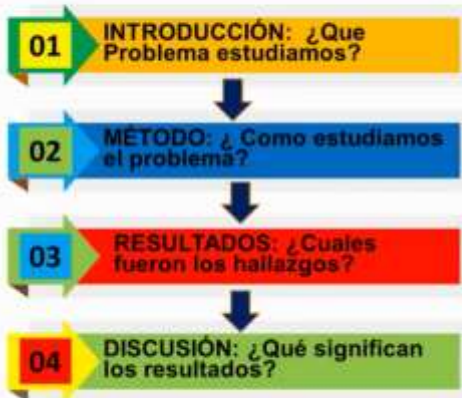 01
INTRODUCCIÓN: ¿Que
Problema estudiamos?
02
MÉTODO: ¿ Como estudiamos
el problema?
03
RESULTADOS: ¿Cuales
fueron los hallazgos?
04
DISCUSIÓN: ¿Qué significan
los resultados?